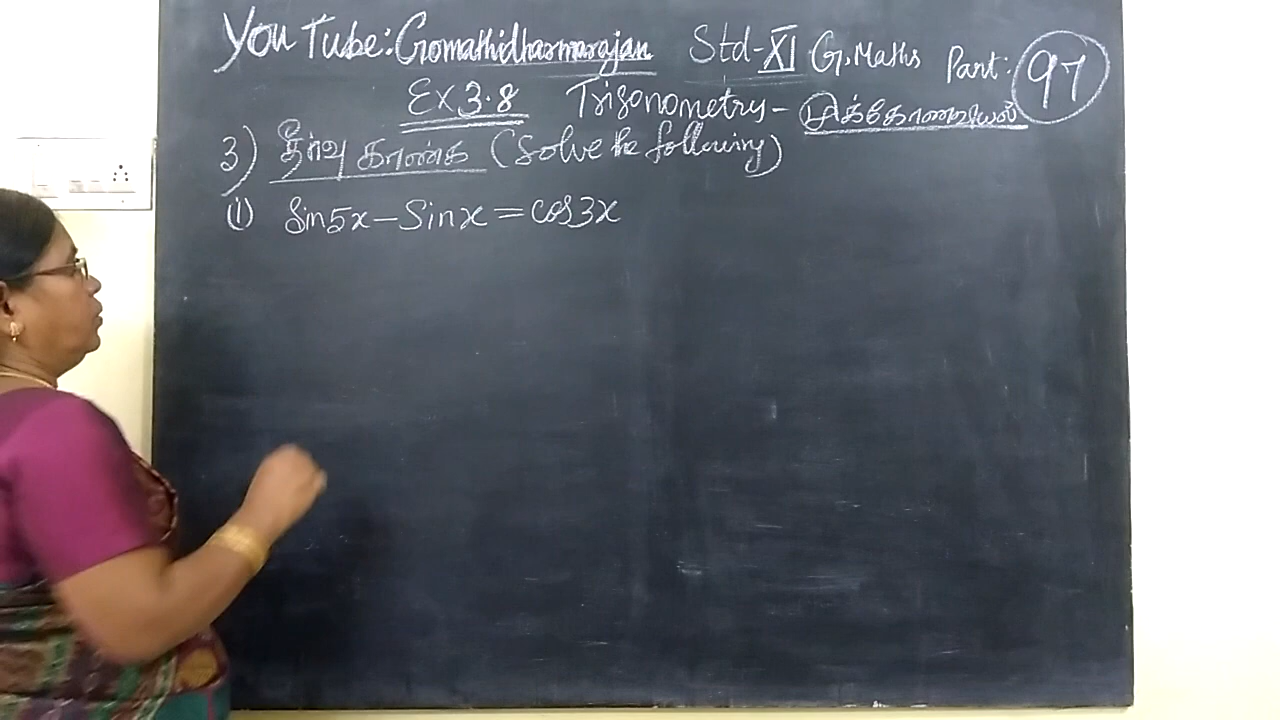 You Tube: Gomathidharmarajan Std-XI G.Maths Part: 97
Ex 3.8 Trigonometry - முக்கோணவியல்
3) தீர்வு காண்க (Solve the following)
(1) Sin5x - Sinx = cos3x